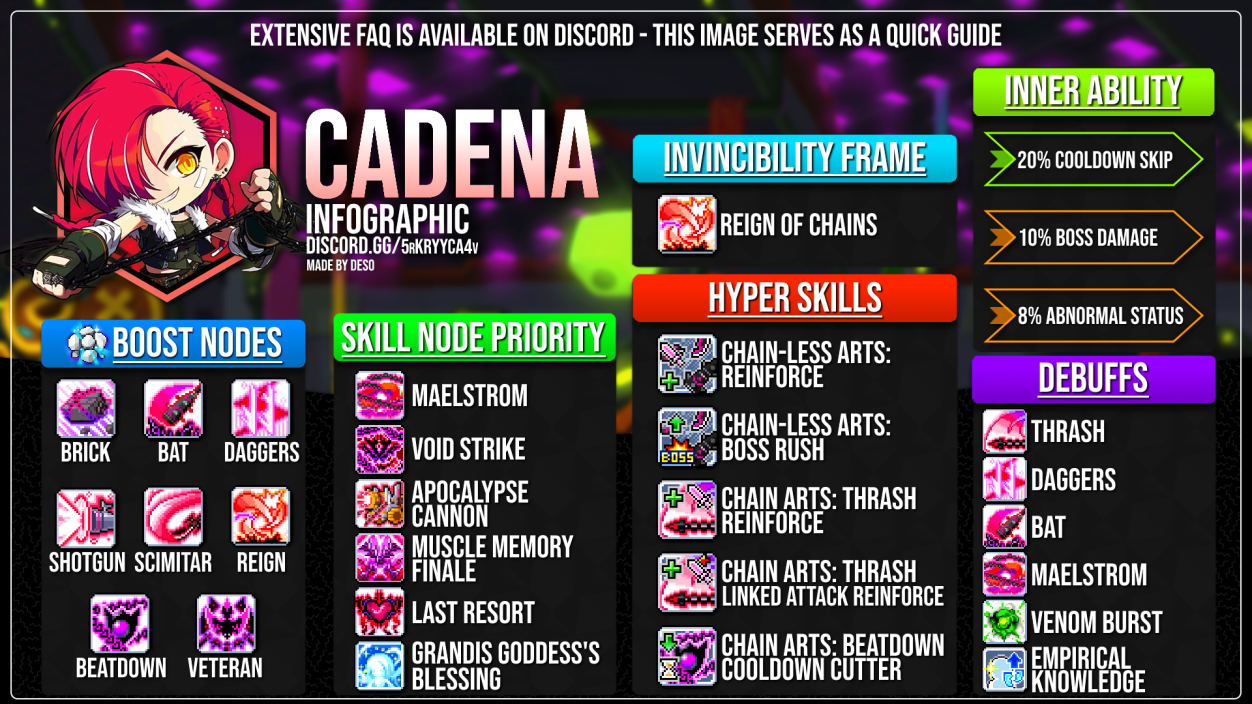 EXTENSIVE FAQ IS AVAILABLE ON DISCORD - THIS IMAGE SERVES AS A QUICK GUIDE
CADENA
INFOGRAPHIC
DISCORD.GG/5RKRYYCA4V
MADE BY DESO
BOOST NODES
BRICK
BAT
DAGGERS
SHOTGUN
SCIMITAR
REIGN
BEATDOWN
VETERAN
SKILL NODE PRIORITY
MAELSTROM
VOID STRIKE
APOCALYPSE
CANNON
MUSCLE MEMORY
FINALE
LAST RESORT
GRANDIS GODDESS'S
BLESSING
INVINCIBILITY FRAME
REIGN OF CHAINS
HYPER SKILLS
CHAIN-LESS ARTS:
REINFORCE
CHAIN-LESS ARTS:
BOSS RUSH
BOSS
CHAIN ARTS: THRASH
REINFORCE
CHAIN ARTS: THRASH
LINKED ATTACK REINFORCE
CHAIN ARTS: BEATDOWN
COOLDOWN CUTTER
INNER ABILITY
20% COOLDOWN SKIP
10% BOSS DAMAGE
8% ABNORMAL STATUS
DEBUFFS
THRASH
DAGGERS
BAT
MAELSTROM
VENOM BURST
EMPIRICAL
KNOWLEDGE